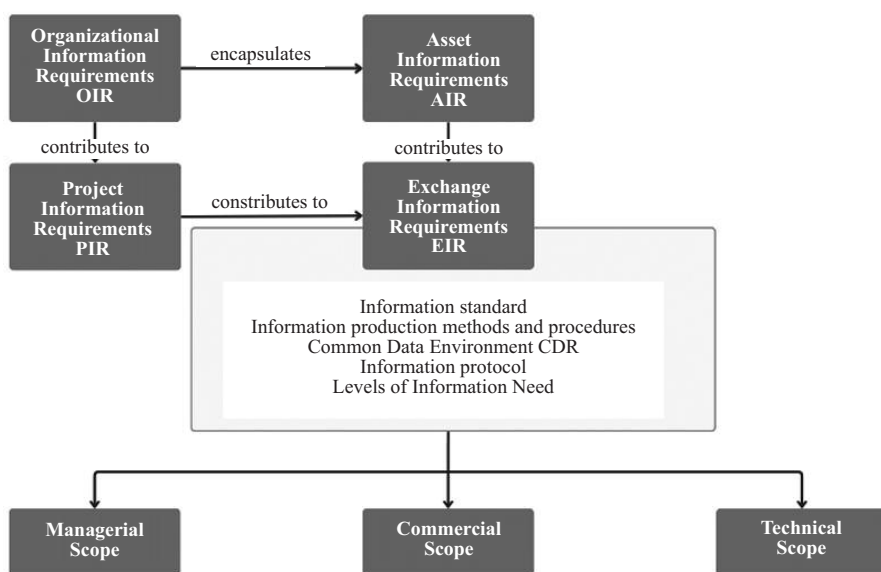 Organizational
Information
Requirements
OIR
encapsulates
Asset
Information
Requirements
AIR
contributes to
contributes to
Project
Information
Requirements
PIR
constributes to
Exchange
Information
Requirements
EIR
Information standard
Information production methods and procedures
Common Data Environment CDR
Information protocol
Levels of Information Need
Managerial
Scope
Commercial
Scope
Technical
Scope